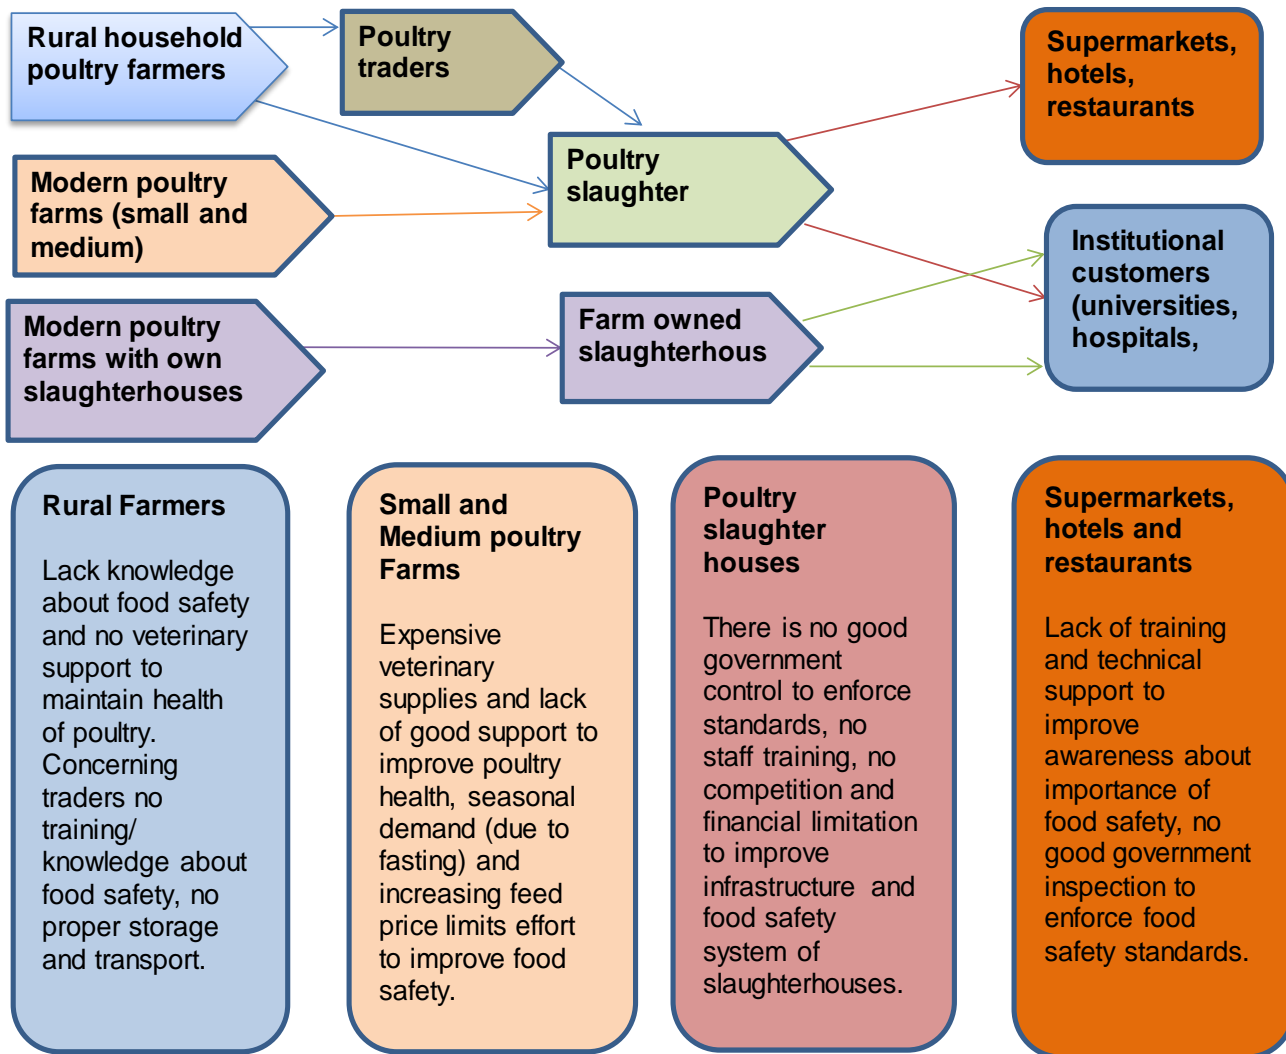 Rural household
poultry farmers
Poultry
traders
Supermarkets,
hotels,
restaurants
Modern poultry
farms (small and
medium)
Poultry
slaughter
Institutional
customers
(universities,
hospitals,
Modern poultry
farms with own
slaughterhouses
Farm owned
slaughterhous
Rural Farmers
Lack knowledge
about food safety
and no veterinary
support to
maintain health
of poultry.
Concerning
traders no
training/
knowledge about
food safety, no
proper storage
and transport.
Small and
Medium poultry
Farms
Expensive
veterinary
supplies and lack
of good support to
improve poultry
health, seasonal
demand (due to
fasting) and
increasing feed
price limits effort
to improve food
safety.
Poultry
slaughter
houses
There is no good
government
control to enforce
standards, no
staff training, no
competition and
financial limitation
to improve
infrastructure and
food safety
system of
slaughterhouses.
Supermarkets,
hotels and
restaurants
Lack of training
and technical
support to
improve
awareness about
importance of
food safety, no
good government
inspection to
enforce food
safety standards.